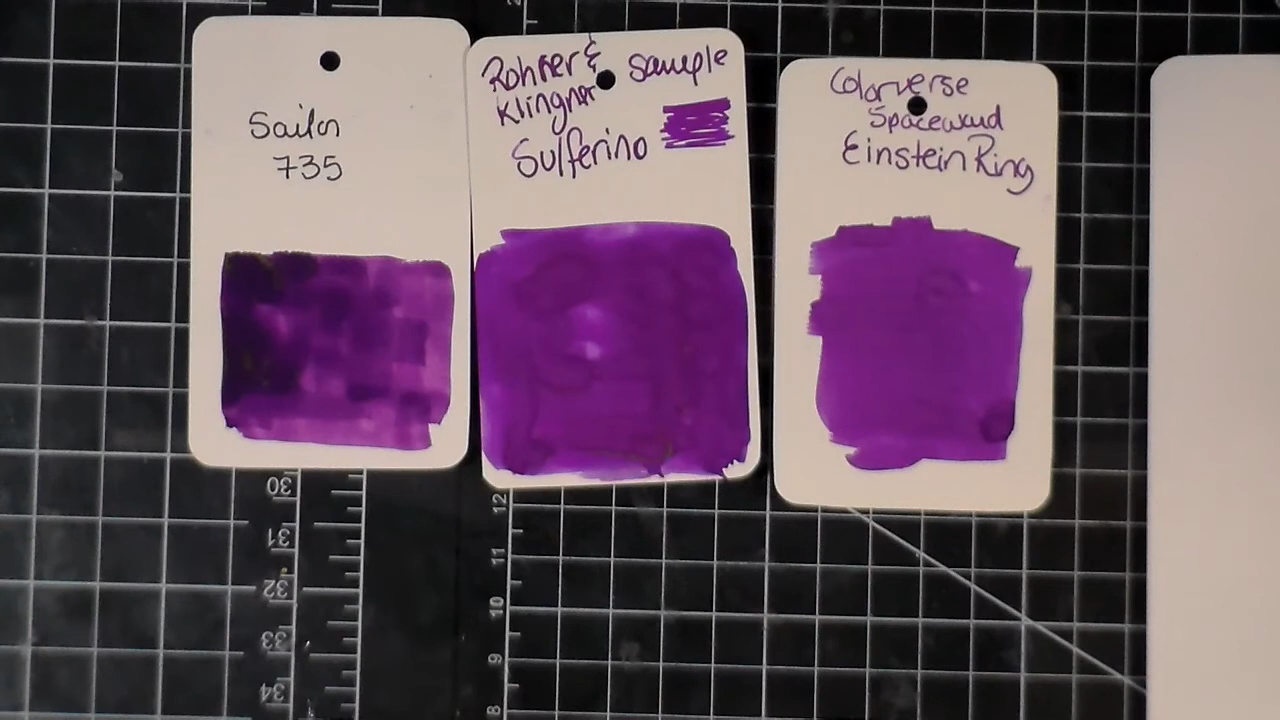 Sailor
735
Rohrer &
Klingner
sample
Sulferino
Colorverse
Spaceward
Einstein Ring
30
31
32
33
34
12
11
10
9
8